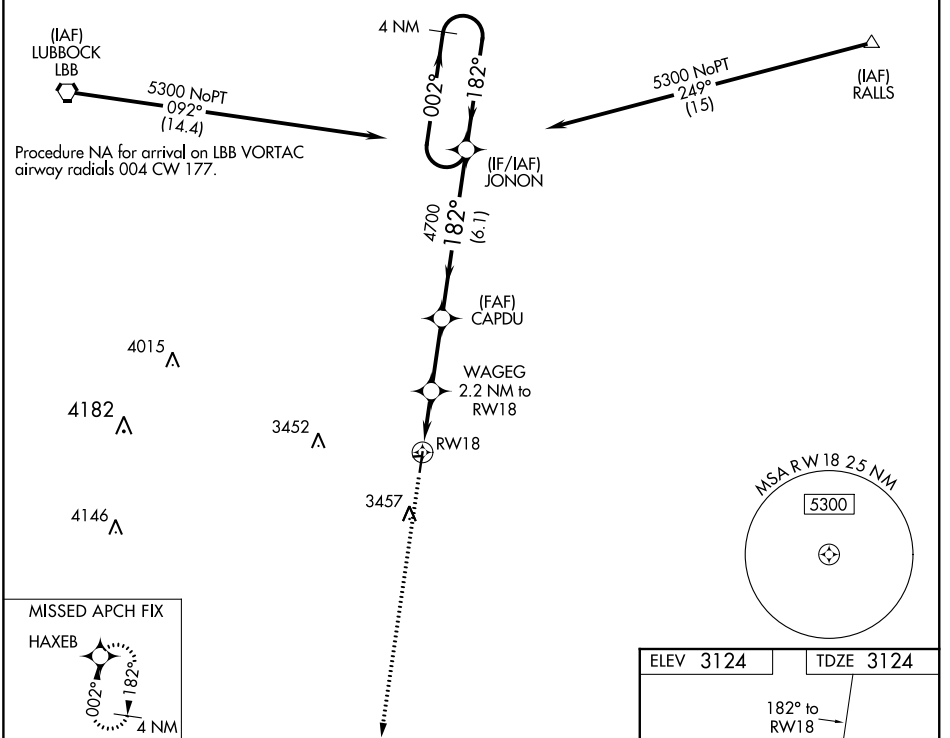 (IAF)
LUBBOCK
LBB
5300 NoPT
092°
(14.4)
Procedure NA for arrival on LBB VORTAC
airway radials 004 CW 177.
4 NM
002°
182°
5300 NoPT
249°
(15)
(IAF)
RALLS
(IF/IAF)
JONON
4700
182°
(6.1)
(FAF)
CAPDU
WAGEG
2.2 NM to
RW18
RW18
4015
4182
3452
4146
3457
MSA RW 18 25 NM
5300
MISSED APCH FIX
HAXEB
002°
182°
4 NM
ELEV 3124
TDZE 3124
182° to
RW18